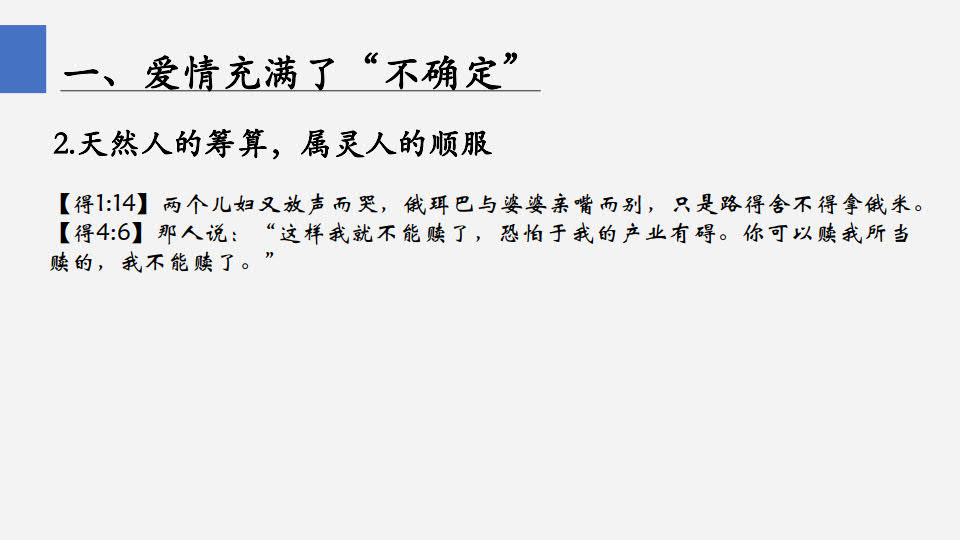 一、爱情充满了“不确定”
2.天然人的筹算，属灵人的顺服
【得1:14】两个儿妇又放声而哭，俄珥巴与婆婆亲嘴而别，只是路得舍不得拿俄米。
【得4:6】那人说：“这样我就不能赎了，恐怕于我的产业有碍。你可以赎我所当
赎的，我不能赎了。”